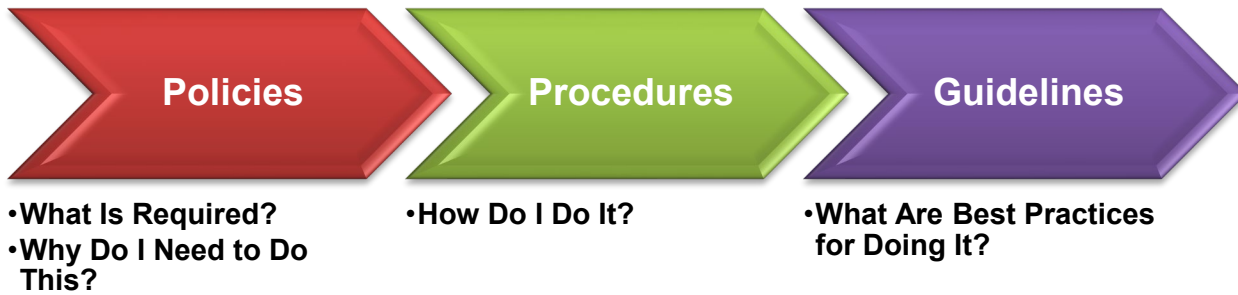 Policies
•What Is Required?
•Why Do I Need to Do
This?
Procedures
•How Do I Do It?
Guidelines
•What Are Best Practices
for Doing It?